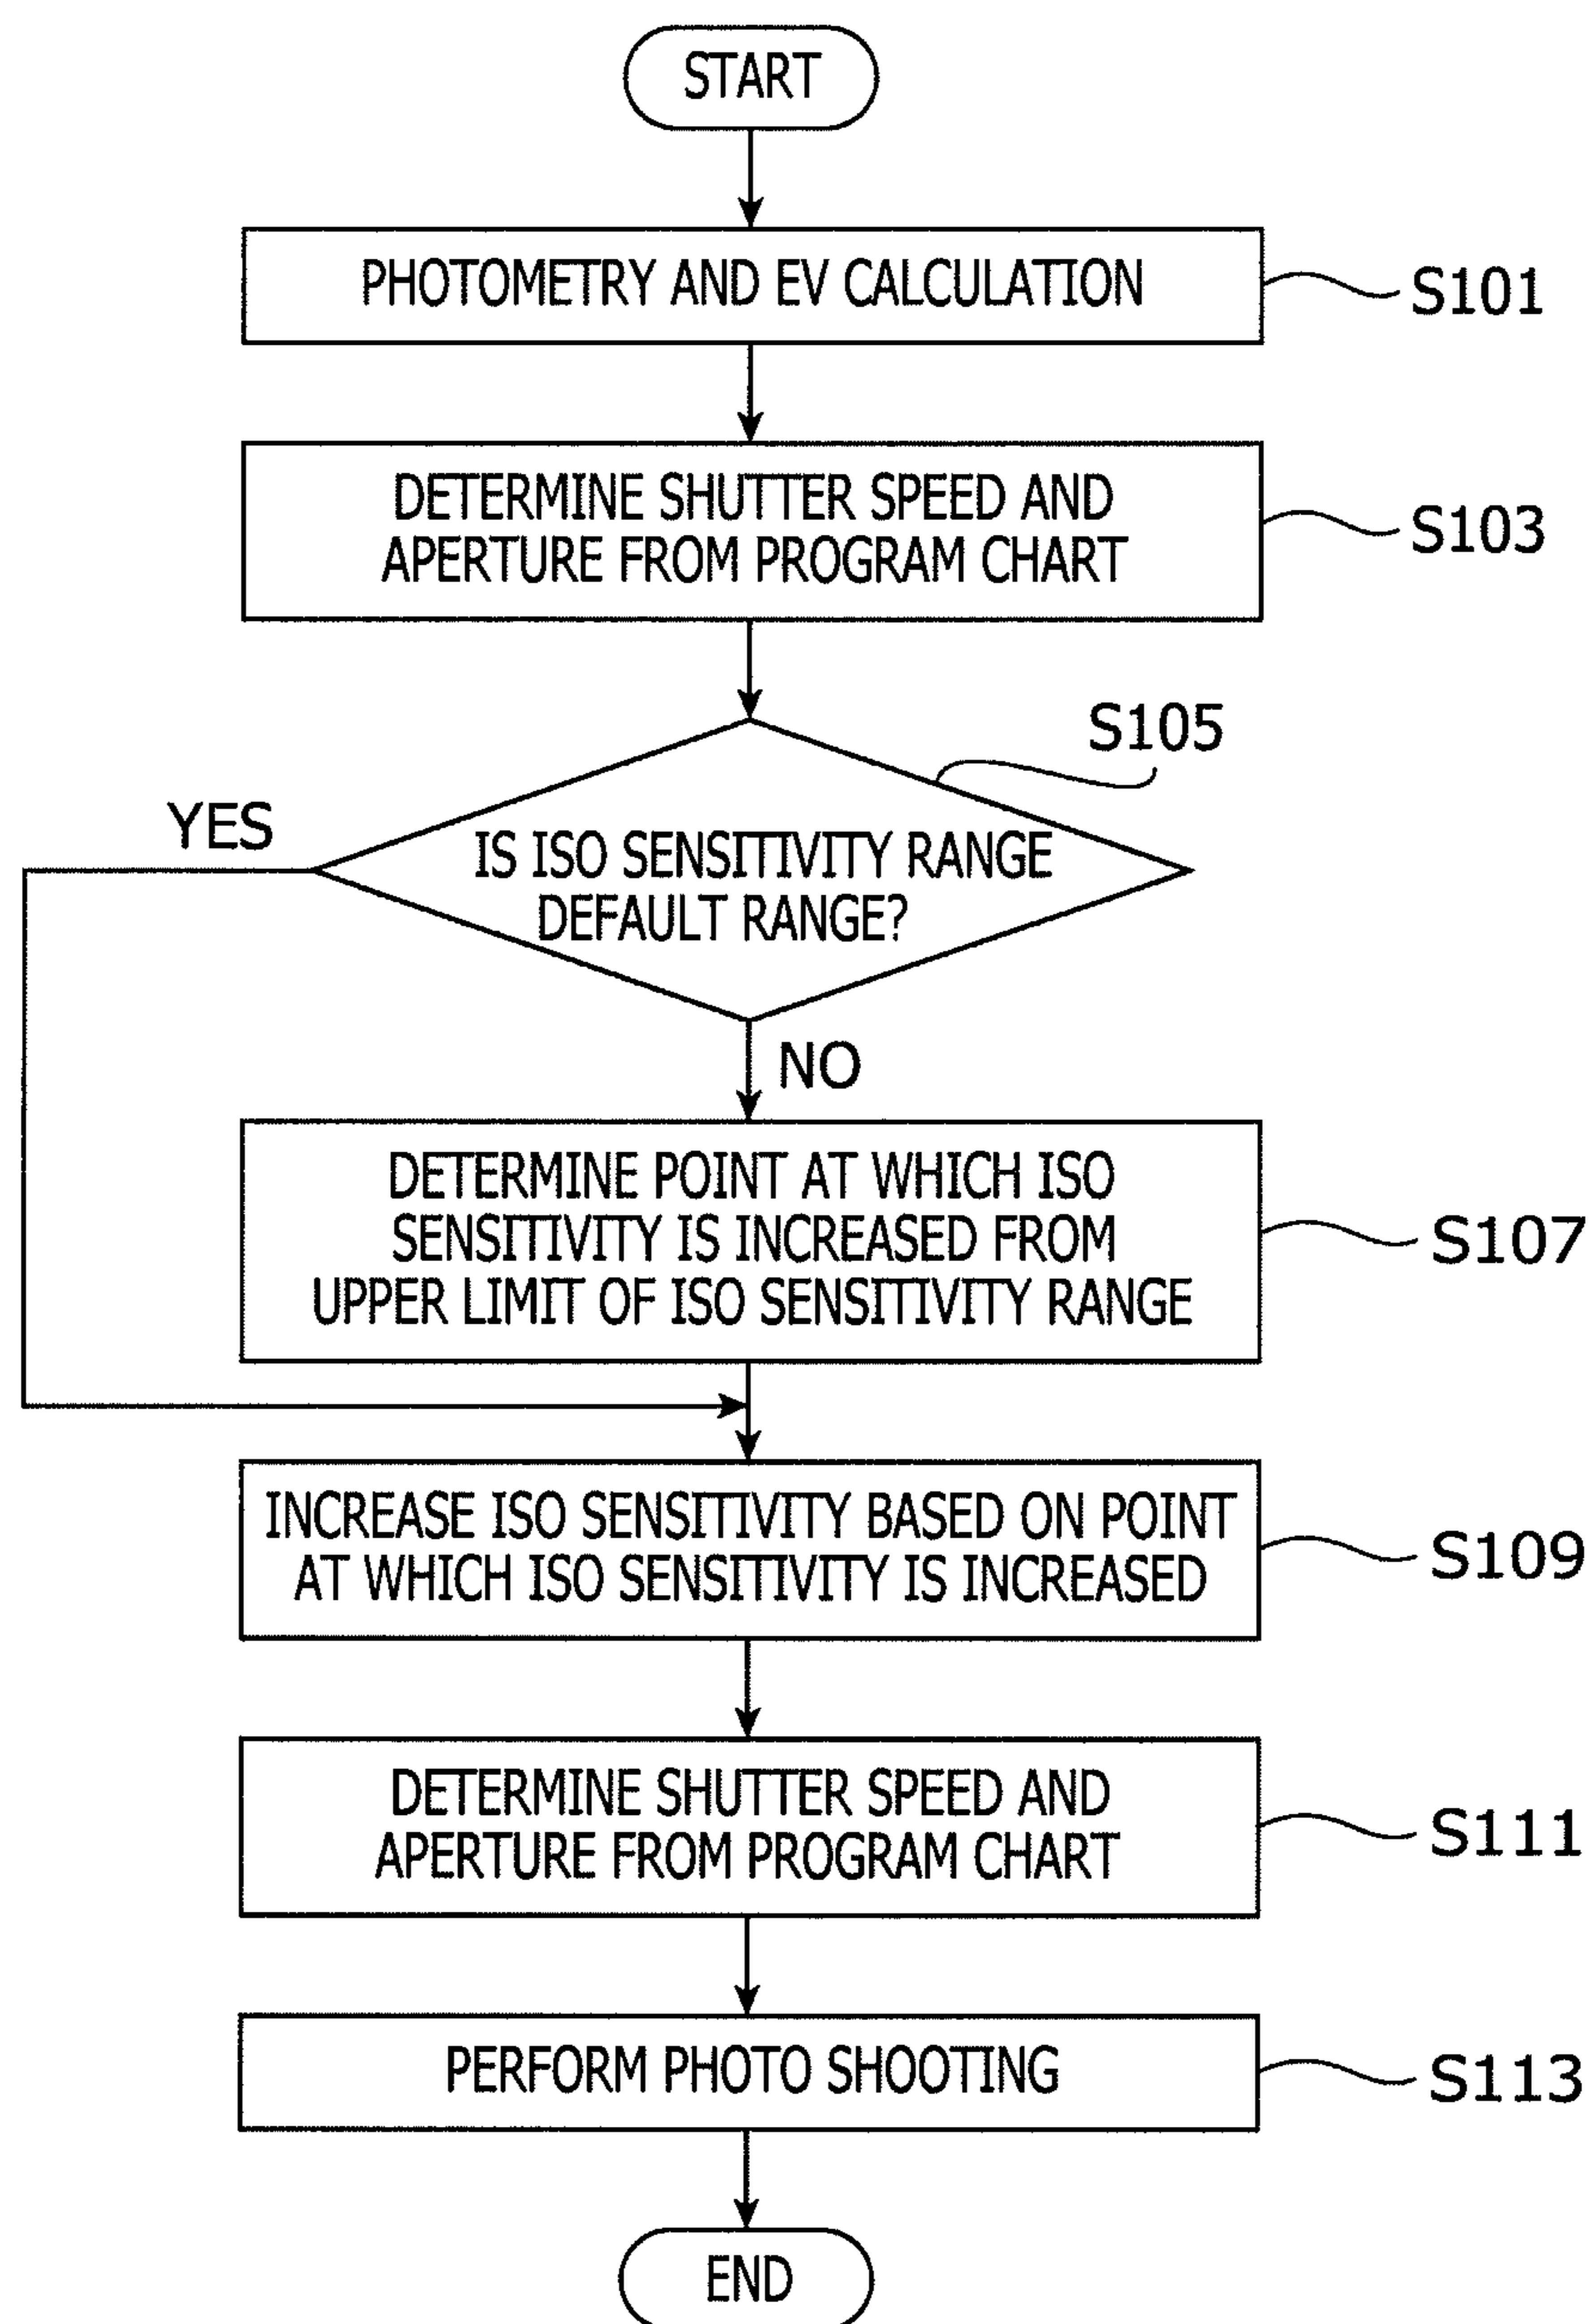 START
PHOTOMETRY AND EV CALCULATION
S101
DETERMINE SHUTTER SPEED AND
APERTURE FROM PROGRAM CHART
S103
S105
YES
IS ISO SENSITIVITY RANGE
DEFAULT RANGE?
NO
DETERMINE POINT AT WHICH ISO
SENSITIVITY IS INCREASED FROM
UPPER LIMIT OF ISO SENSITIVITY RANGE
S107
INCREASE ISO SENSITIVITY BASED ON POINT
AT WHICH ISO SENSITIVITY IS INCREASED
S109
DETERMINE SHUTTER SPEED AND
APERTURE FROM PROGRAM CHART
S111
PERFORM PHOTO SHOOTING
S113
END